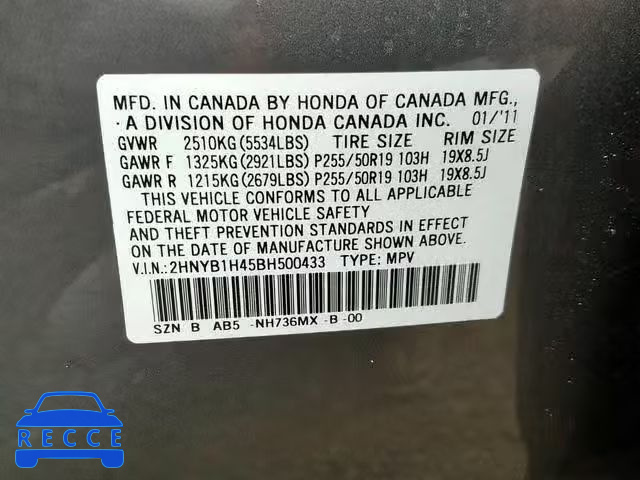 MFD. IN CANADA BY HONDA OF CANADA MFG.,
A DIVISION OF HONDA CANADA INC. 01/'11
GVWR 2510KG(5534LBS) TIRE SIZE RIM SIZE
GAWR F 1325KG(2921LBS) P255/50R19 103H 19X8.5J
GAWR R 1215KG(2679LBS) P255/50R19 103H 19X8.5J
THIS VEHICLE CONFORMS TO ALL APPLICABLE
FEDERAL MOTOR VEHICLE SAFETY
AND THEFT PREVENTION STANDARDS IN EFFECT
ON THE DATE OF MANUFACTURE SHOWN ABOVE.
V.I.N.:2HNYB1H45BH500433 TYPE: MPV
SZN B AB5 -NH736MX -B -00
RECCE